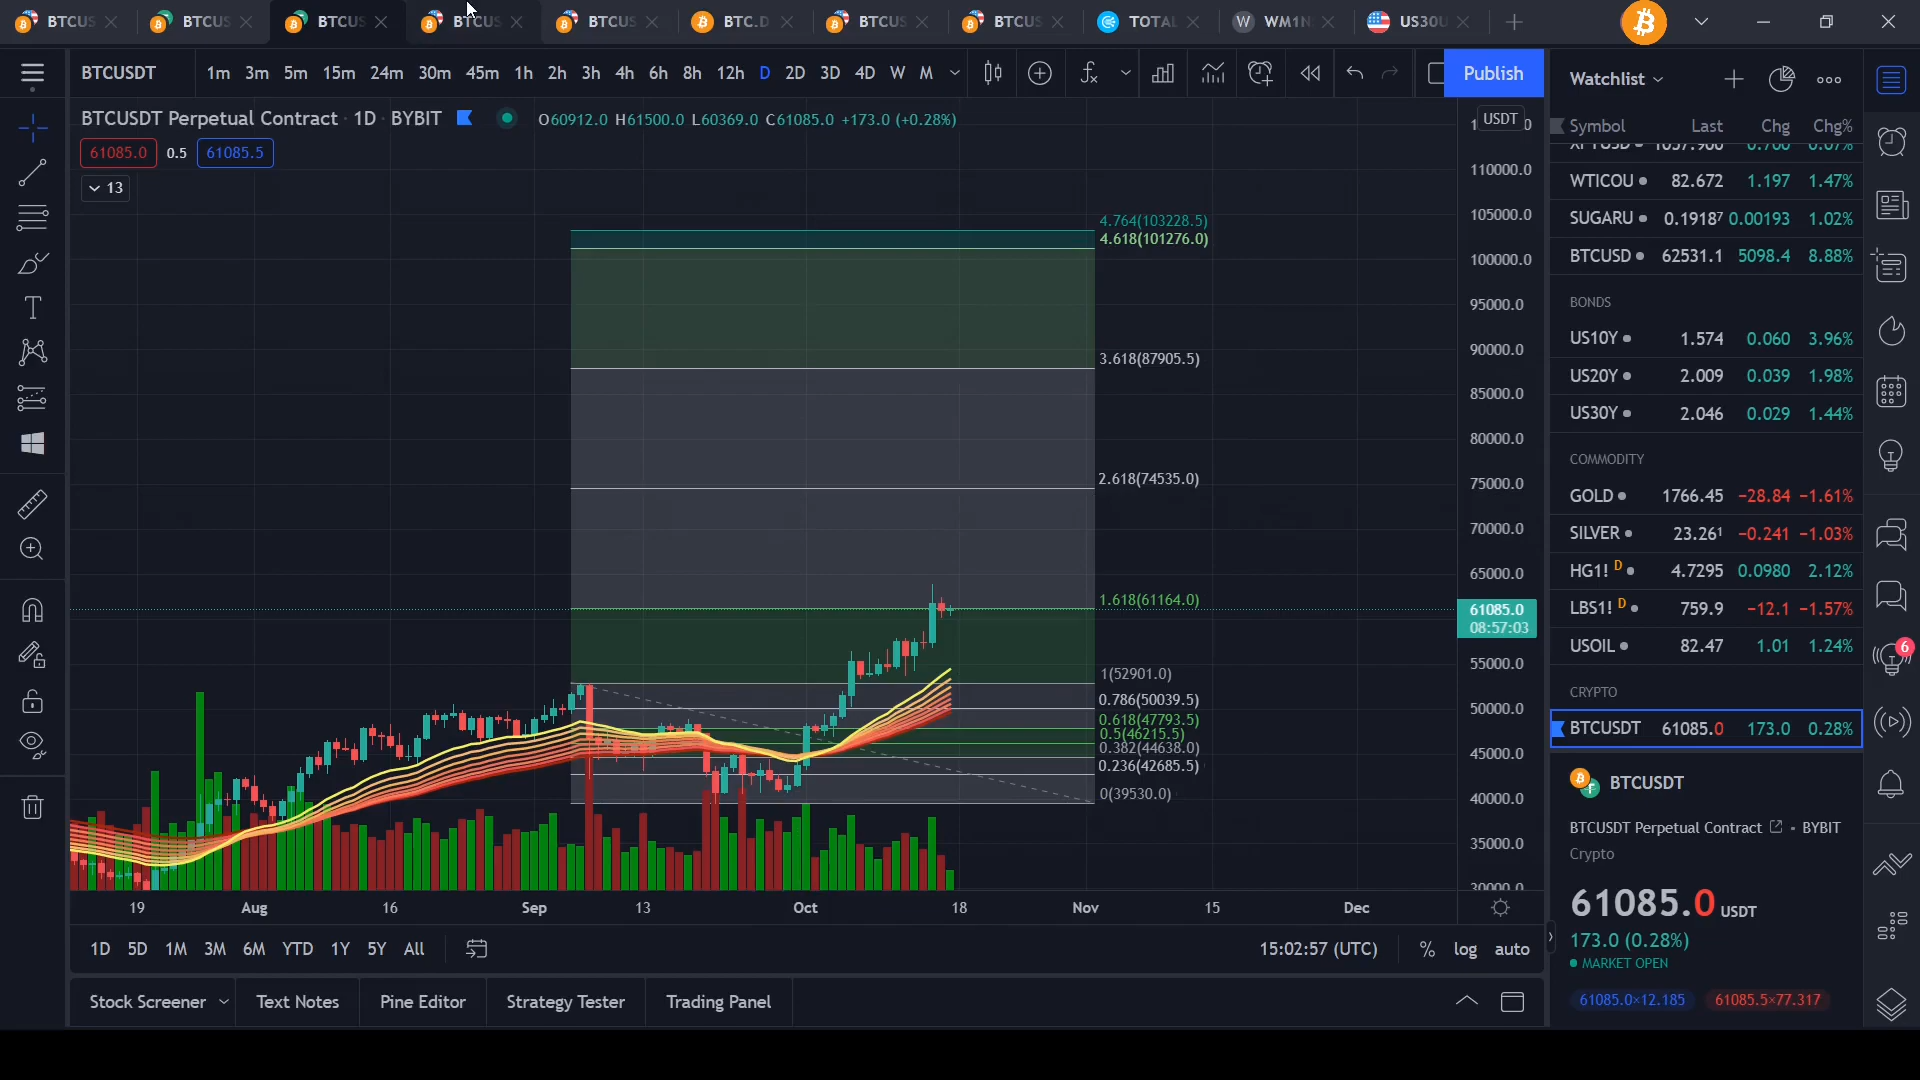 BTCUS BTCUS BTCUS BTCUS BTCUS BTC.D BTCUS BTCUS TOTAL WM1N US30U
BTCUSDT 1m 3m 5m 15m 24m 30m 45m 1h 2h 3h 4h 6h 8h 12h D 2D 3D 4D W M Publish
Watchlist
BTCUSDT Perpetual Contract · 1D · BYBIT O60912.0 H61500.0 L60369.0 C61085.0 +173.0 (+0.28%)
61085.0 0.5 61085.5
13
USDT
110000.0
105000.0
100000.0
95000.0
90000.0
85000.0
80000.0
75000.0
70000.0
65000.0
61085.0
08:57:03
55000.0
50000.0
45000.0
40000.0
35000.0
30000.0
4.764(103228.5)
4.618(101276.0)
3.618(87905.5)
2.618(74535.0)
1.618(61164.0)
1(52901.0)
0.786(50039.5)
0.618(47793.5)
0.5(46215.5)
0.382(44638.0)
0.236(42685.5)
0(39530.0)
19 Aug 16 Sep 13 Oct 18 Nov 15 Dec
1D 5D 1M 3M 6M YTD 1Y 5Y All 15:02:57 (UTC) % log auto
Stock Screener Text Notes Pine Editor Strategy Tester Trading Panel
Symbol Last Chg Chg%
WTICOU 82.672 1.197 1.47%
SUGARU 0.19187 0.00193 1.02%
BTCUSD 62531.1 5098.4 8.88%
BONDS
US10Y 1.574 0.060 3.96%
US20Y 2.009 0.039 1.98%
US30Y 2.046 0.029 1.44%
COMMODITY
GOLD 1766.45 −28.84 −1.61%
SILVER 23.261 −0.241 −1.03%
HG1! D 4.7295 0.0980 2.12%
LBS1! D 759.9 −12.1 −1.57%
USOIL 82.47 1.01 1.24%
CRYPTO
BTCUSDT 61085.0 173.0 0.28%
BTCUSDT
BTCUSDT Perpetual Contract BYBIT
Crypto
61085.0 USDT
173.0 (0.28%)
MARKET OPEN
61085.0×12.185 61085.5×77.317
6